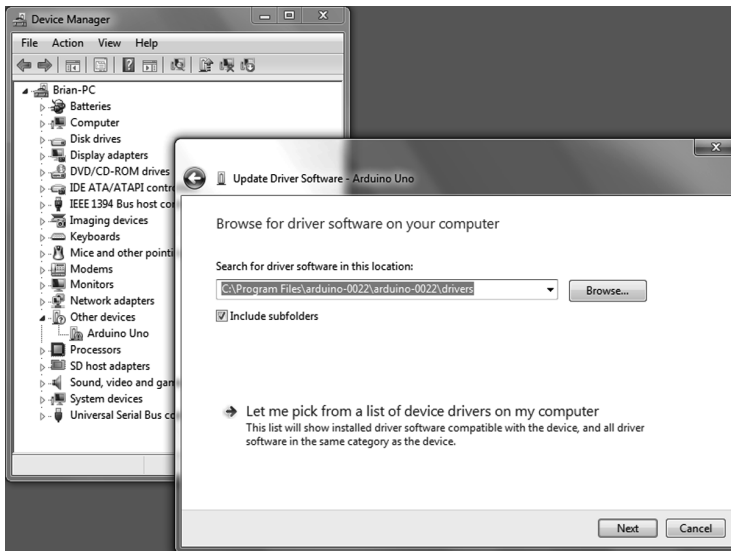 Device Manager
File Action View Help
Brian-PC
Batteries
Computer
Disk drives
Display adapters
DVD/CD-ROM drives
IDE ATA/ATAPI
IEEE 1394 Bus host
Imaging devices
Keyboards
Mice and other
Modems
Monitors
Network adapters
Other devices
Arduino Uno
Processors
SD host adapters
Sound, video and
System devices
Universal Serial Bus
Update Driver Software - Arduino Uno
Browse for driver software on your computer
Search for driver software in this location:
C:\Program Files\arduino-0022\arduino-0022\drivers
Browse...
Include subfolders
Let me pick from a list of device drivers on my computer
This list will show installed driver software compatible with the device, and all driver
software in the same category as the device.
Next Cancel